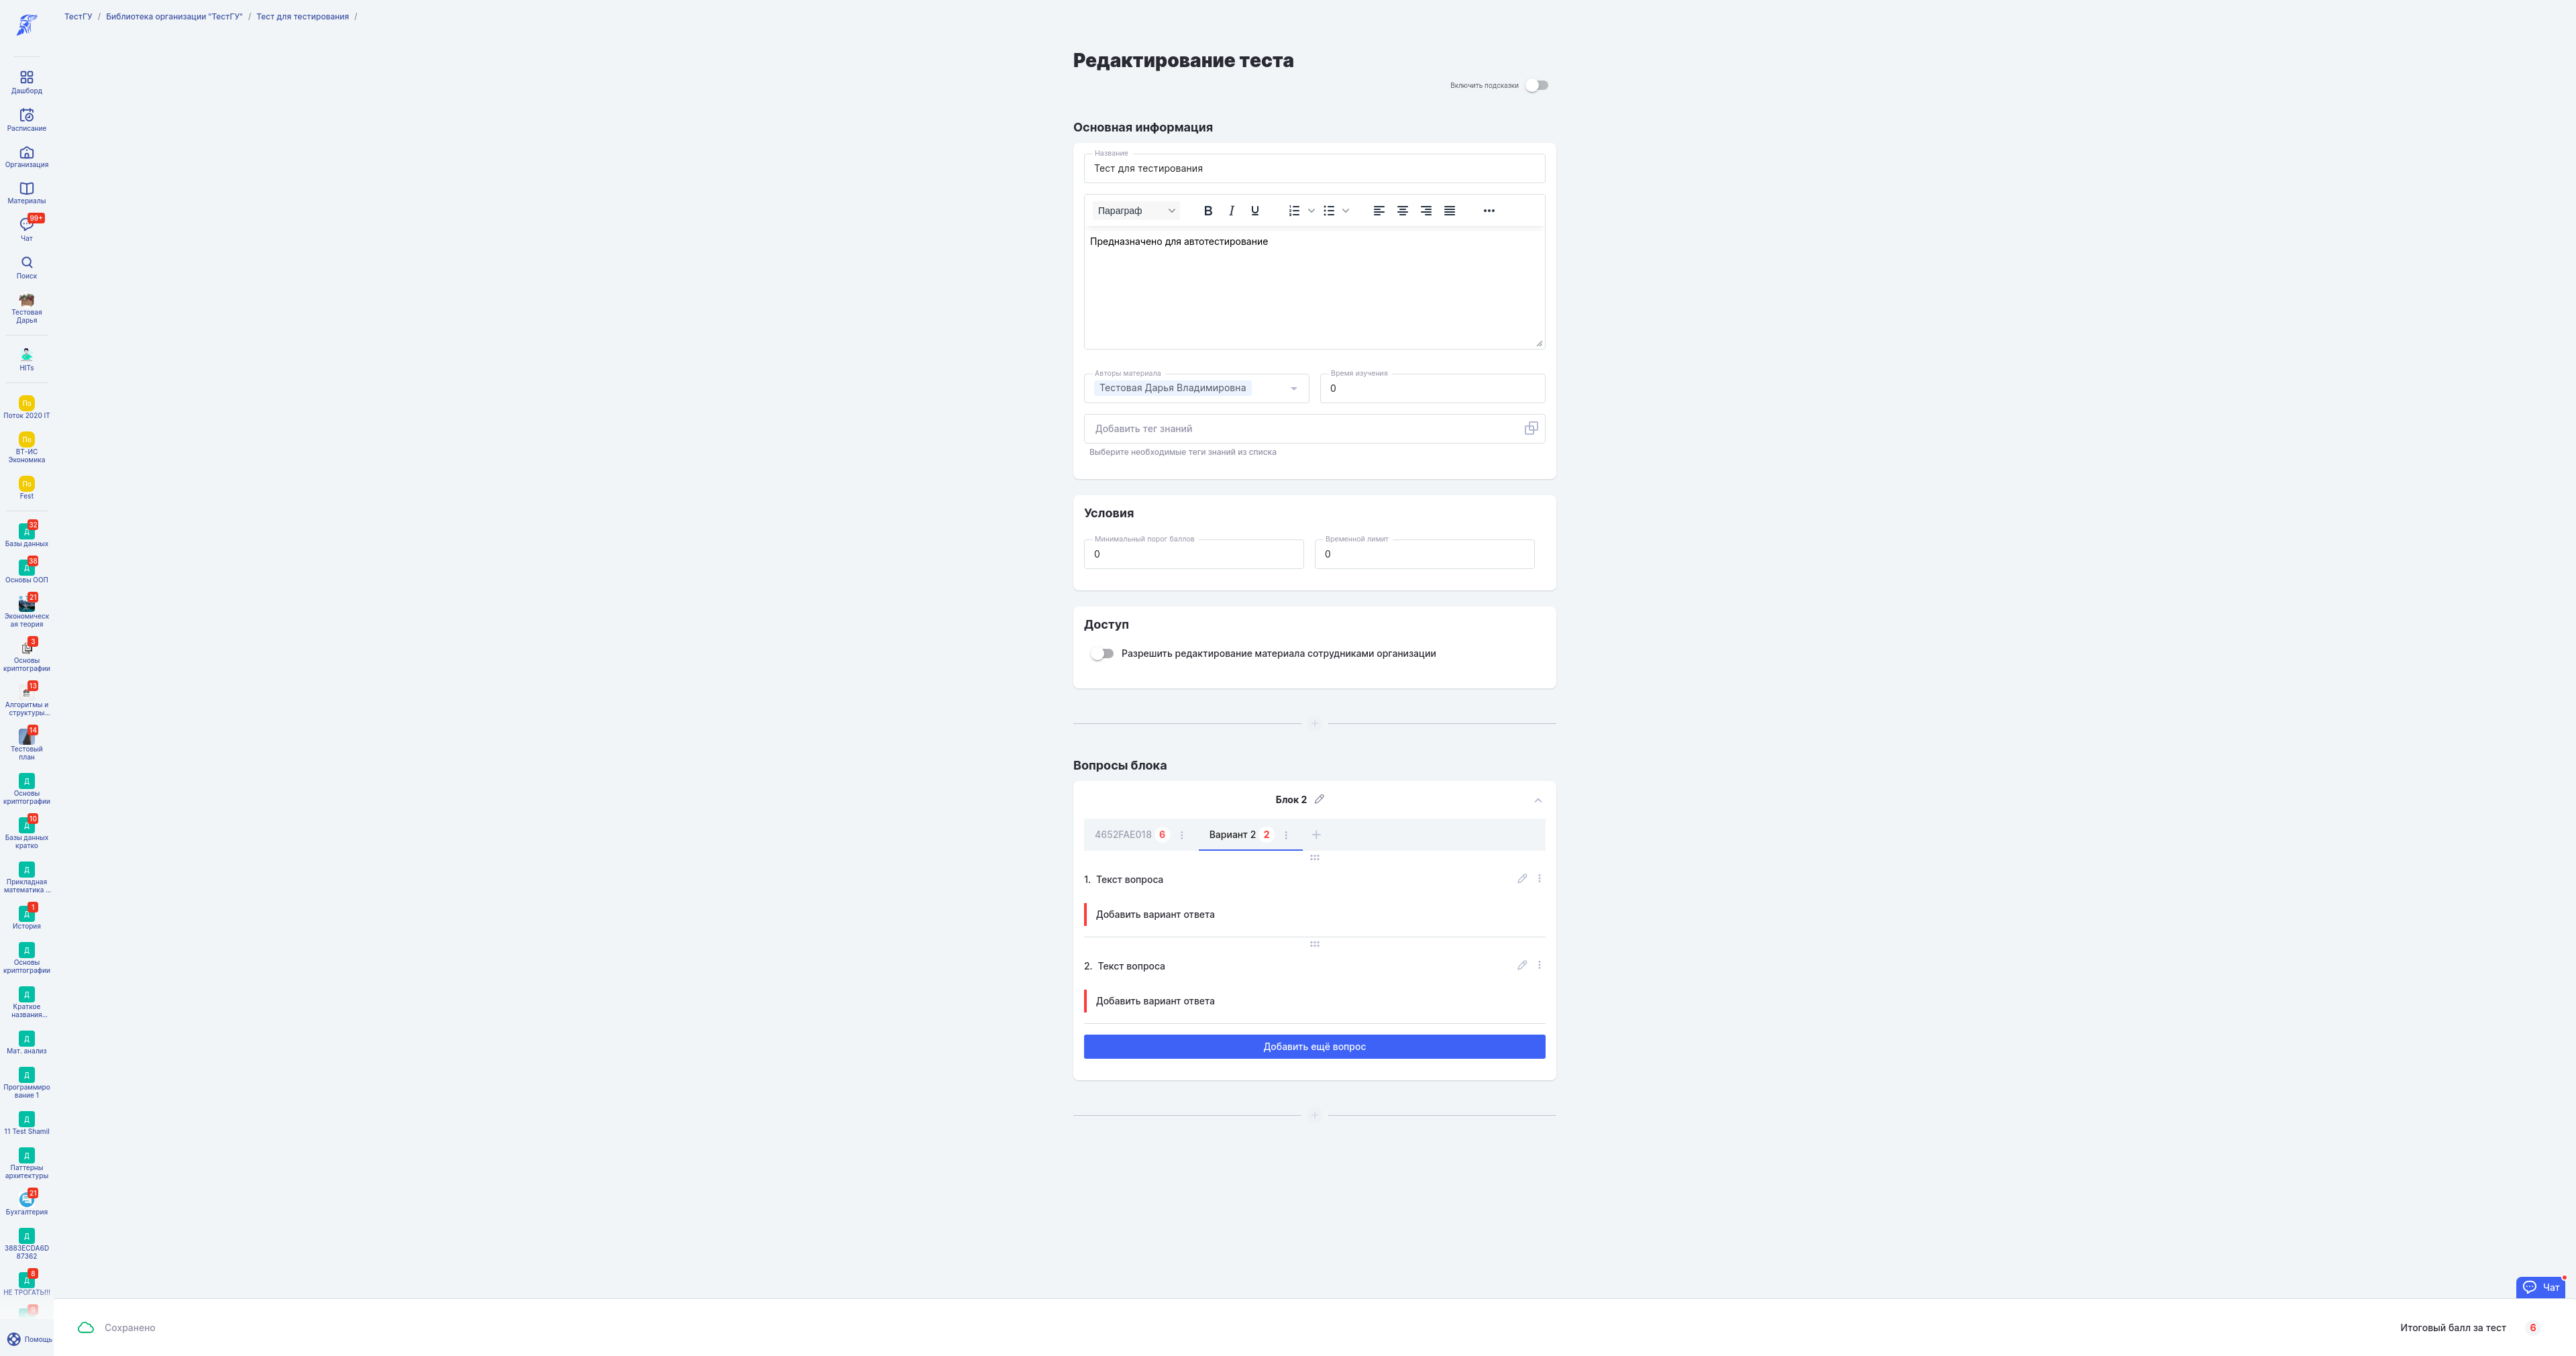 ТестГУ / Библиотека организации "ТестГУ" / Тест для тестирования /
Дашборд
Расписание
Организация
Материалы
99+
Чат
Поиск
Тестовая
Дарья
HITs
По
Поток 2020 IT
По
ВТ-ИС
Экономика
По
Fest
32
Д
Базы данных
38
Д
Основы ООП
21
Экономическ
ая теория
3
Основы
криптографии
13
Алгоритмы и
структуры...
14
Тестовый
план
Д
Основы
криптографии
10
Д
Базы данных
кратко
Д
Прикладная
математика ...
1
Д
История
Д
Основы
криптографии
Д
Краткое
названия...
Д
Мат. анализ
Д
Программиро
вание 1
Д
11 Test Shamil
Д
Паттерны
архитектуры
21
Бухгалтерия
Д
3883ECDA6D
87362
8
Д
НЕ ТРОГАТЬ!!!
Помощь
Редактирование теста
Включить подсказки
Основная информация
Название
Тест для тестирования
Параграф
Предназначено для автотестирование
Авторы материала
Тестовая Дарья Владимировна
Время изучения
0
Добавить тег знаний
Выберите необходимые теги знаний из списка
Условия
Минимальный порог баллов
0
Временной лимит
0
Доступ
Разрешить редактирование материала сотрудниками организации
Вопросы блока
Блок 2
4652FAE018 6 Вариант 2 2
1. Текст вопроса
Добавить вариант ответа
2. Текст вопроса
Добавить вариант ответа
Добавить ещё вопрос
Чат
Сохранено
Итоговый балл за тест 6